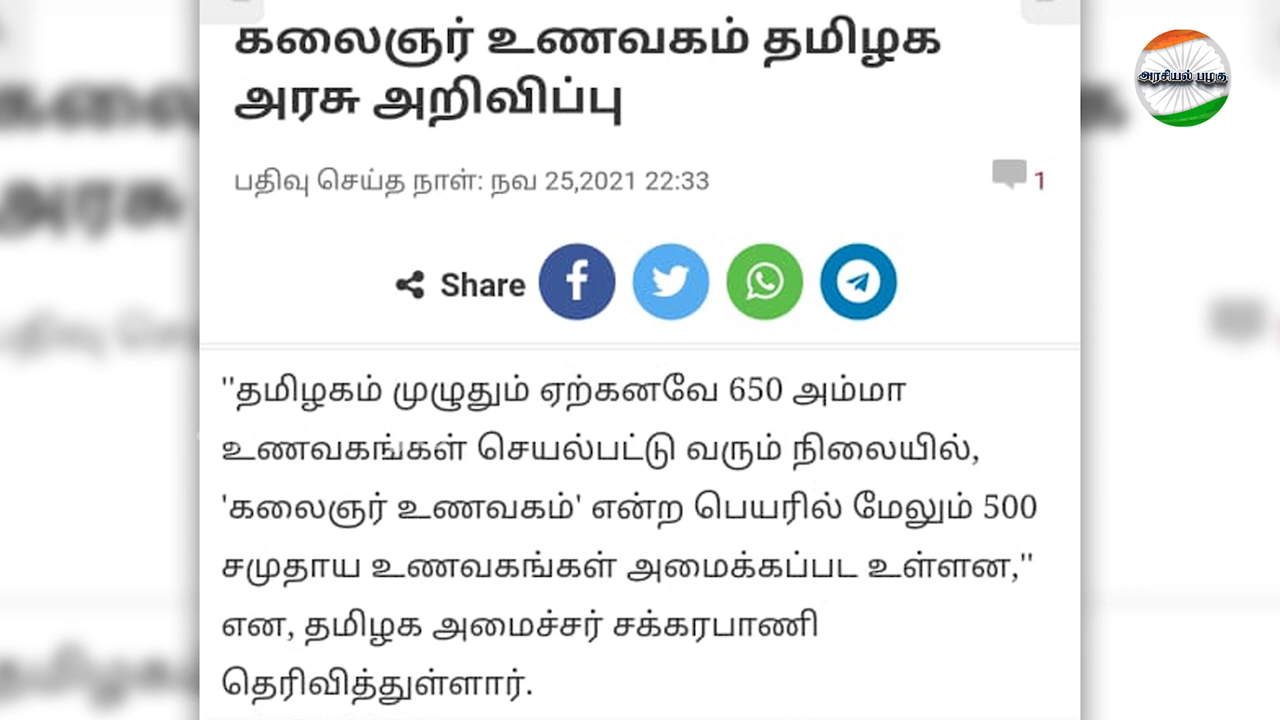 கலைஞர் உணவகம் தமிழக
அரசு அறிவிப்பு
அரசியல் பழகு
பதிவு செய்த நாள்: நவ 25,2021 22:33
1
Share
"தமிழகம் முழுதும் ஏற்கனவே 650 அம்மா
உணவகங்கள் செயல்பட்டு வரும் நிலையில்,
'கலைஞர் உணவகம்' என்ற பெயரில் மேலும் 500
சமுதாய உணவகங்கள் அமைக்கப்பட உள்ளன,"
என, தமிழக அமைச்சர் சக்கரபாணி
தெரிவித்துள்ளார்.